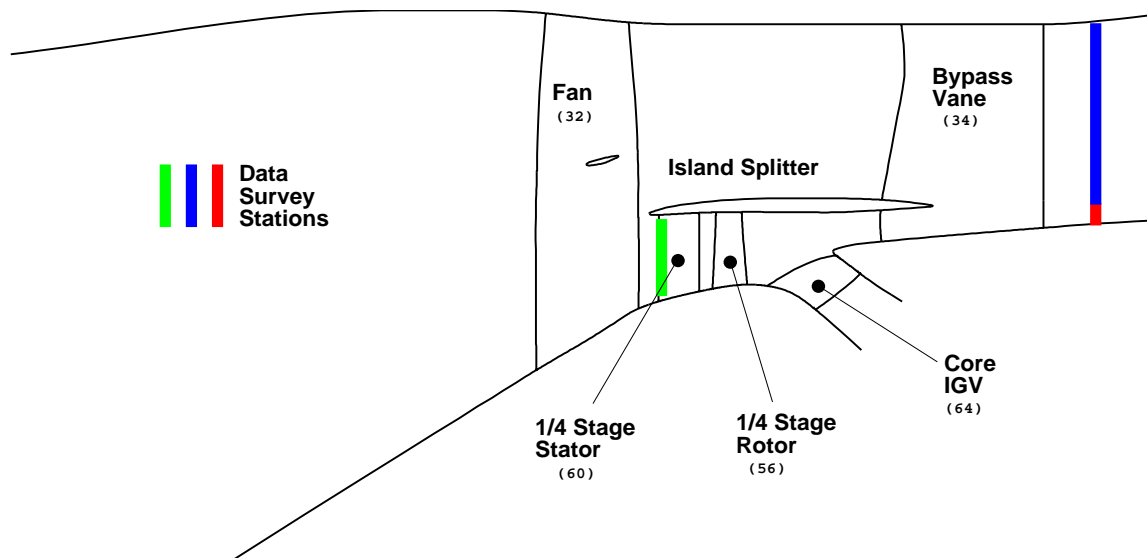 Fan
(32)
Bypass
Vane
(34)
Island Splitter
Data
Survey
Stations
Core
IGV
(64)
1/4 Stage
Stator
(60)
1/4 Stage
Rotor
(56)